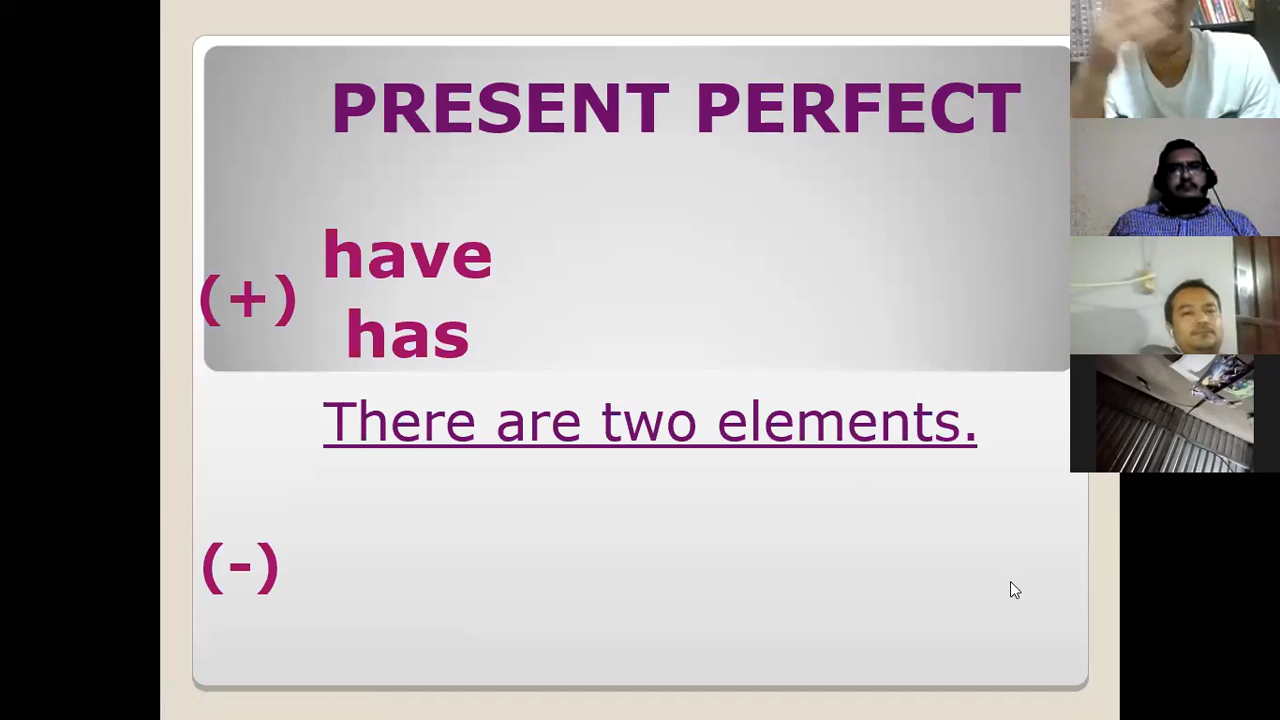 PRESENT PERFECT
have
(+)
has
There are two elements.
(-)